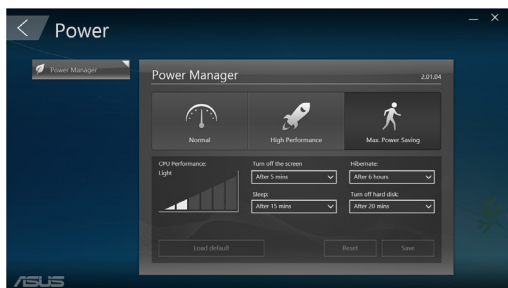 Power
Power Manager
Power Manager
2.01.04
Normal
High Performance
Max. Power Saving
CPU Performance:
Light
Turn off the screen
After 5 mins
Hibernate:
After 6 hours
Sleep:
After 15 mins
Turn off hard disk:
After 20 mins
Load default
Reset
Save
ASUS